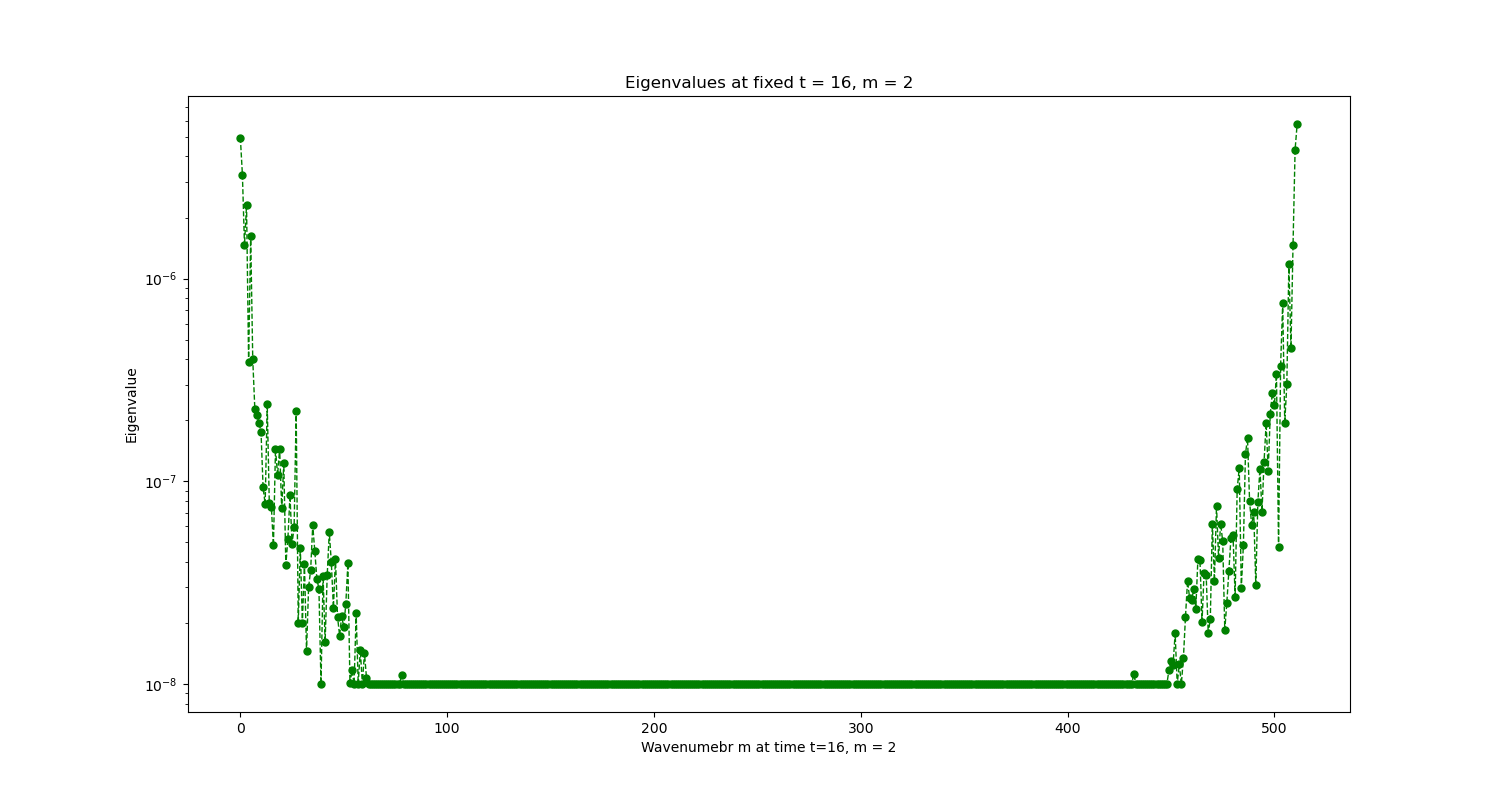 Eigenvalues at fixed t = 16, m = 2
10⁻⁶
10⁻⁷
10⁻⁸
Eigenvalue
0 100 200 300 400 500
Wavenumebr m at time t=16, m = 2